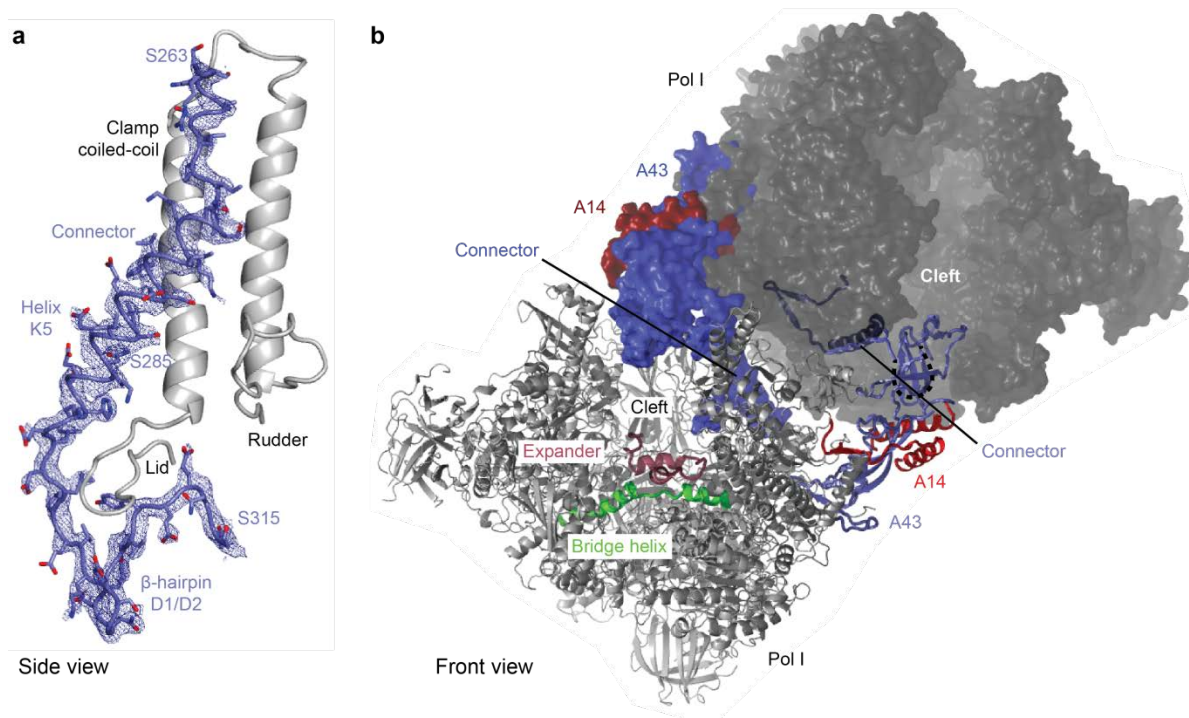 a
S263
Clamp
coiled-coil
Connector
Helix
K5
S285
Rudder
Lid
S315
β-hairpin
D1/D2
Side view
b
Pol I
A43
A14
Connector
Cleft
Cleft
Expander
Connector
A14
A43
Bridge helix
Pol I
Front view